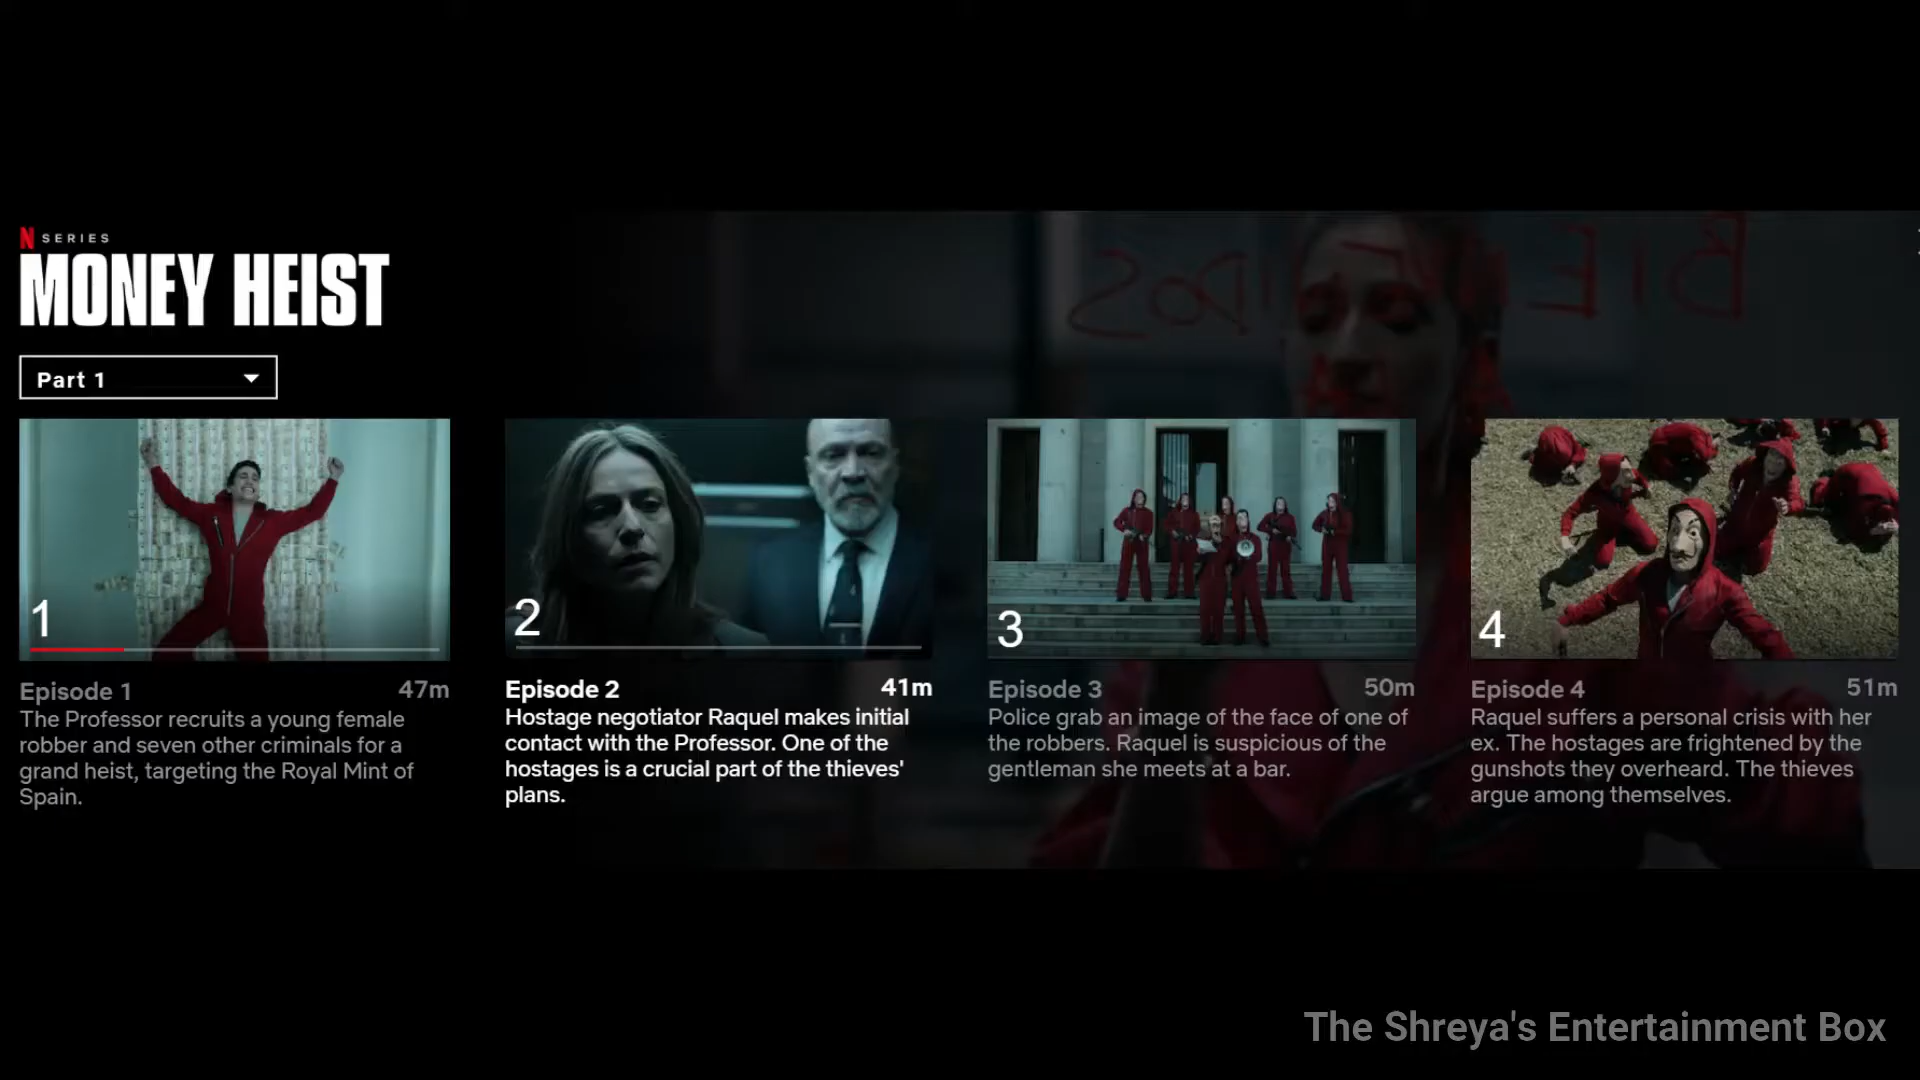 N SERIES
MONEY HEIST
Part 1
1
Episode 1 47m
The Professor recruits a young female
robber and seven other criminals for a
grand heist, targeting the Royal Mint of
Spain.
2
Episode 2 41m
Hostage negotiator Raquel makes initial
contact with the Professor. One of the
hostages is a crucial part of the thieves'
plans.
3
Episode 3 50m
Police grab an image of the face of one of
the robbers. Raquel is suspicious of the
gentleman she meets at a bar.
4
Episode 4 51m
Raquel suffers a personal crisis with her
ex. The hostages are frightened by the
gunshots they overheard. The thieves
argue among themselves.
The Shreya's Entertainment Box